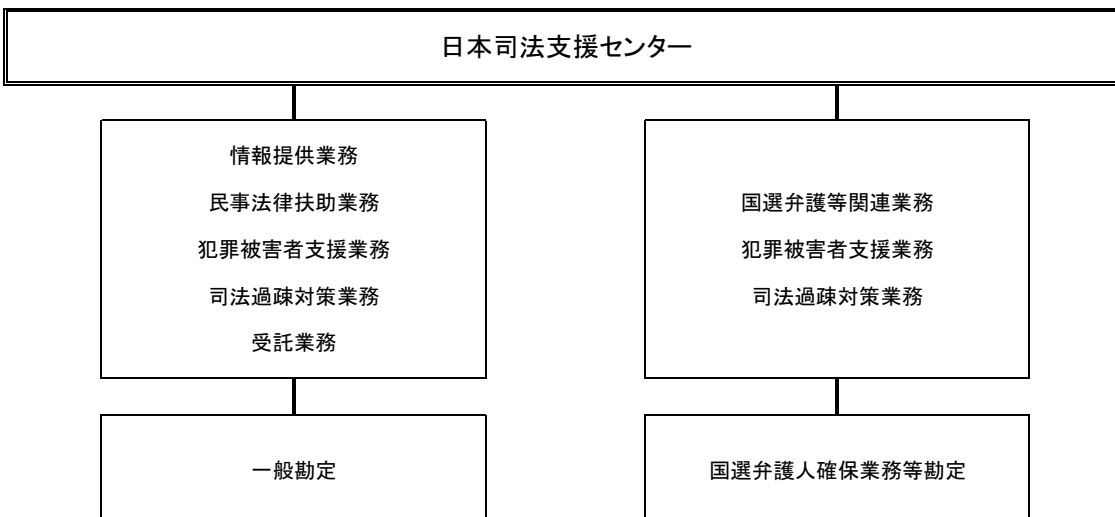 日本司法支援センター
情報提供業務
民事法律扶助業務
犯罪被害者支援業務
司法過疎対策業務
受託業務
国選弁護等関連業務
犯罪被害者支援業務
司法過疎対策業務
一般勘定
国選弁護人確保業務等勘定